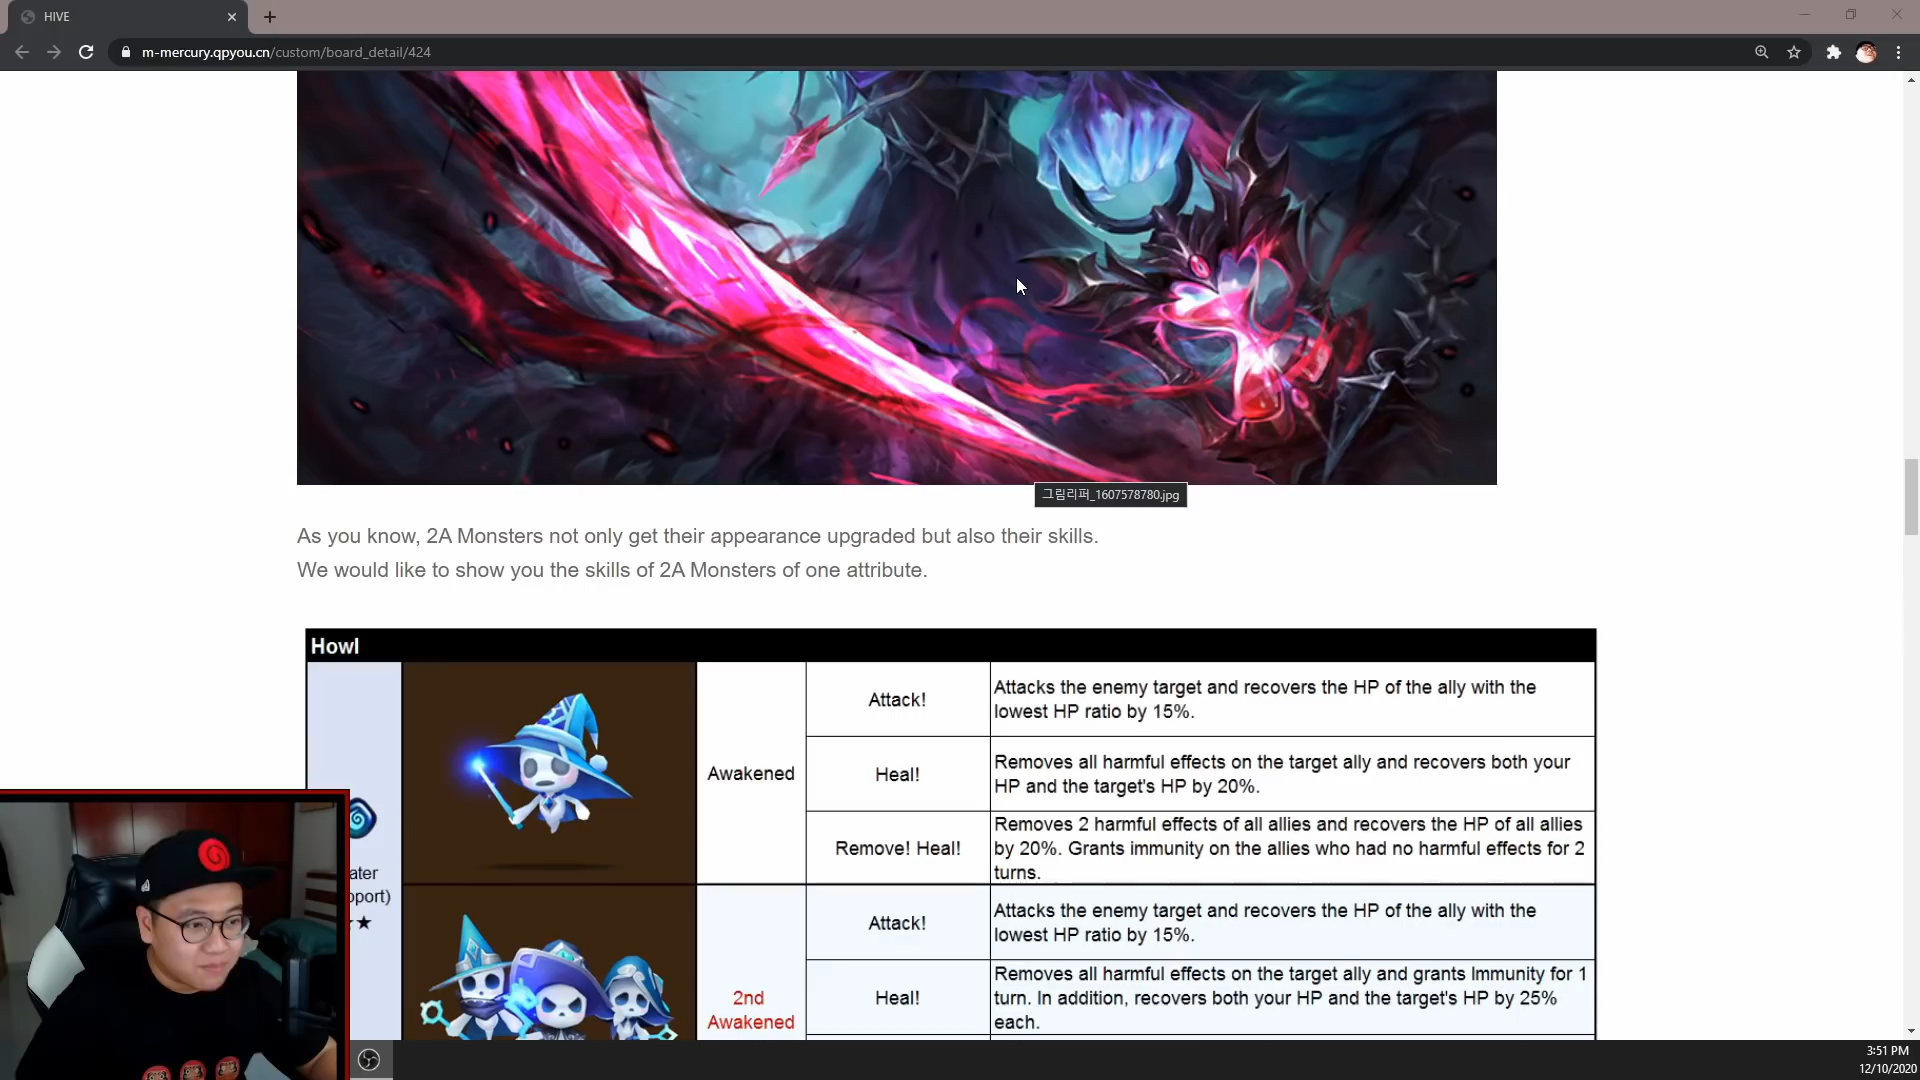 HIVE
m-mercury.qpyou.cn/custom/board_detail/424
그림리퍼_1607578780.jpg
As you know, 2A Monsters not only get their appearance upgraded but also their skills.
We would like to show you the skills of 2A Monsters of one attribute.
Howl
Awakened
Attack!
Attacks the enemy target and recovers the HP of the ally with the
lowest HP ratio by 15%.
Heal!
Removes all harmful effects on the target ally and recovers both your
HP and the target's HP by 20%.
Remove! Heal!
Removes 2 harmful effects of all allies and recovers the HP of all allies
by 20%. Grants immunity on the allies who had no harmful effects for 2
turns.
ater
pport)
★
2nd
Awakened
Attack!
Attacks the enemy target and recovers the HP of the ally with the
lowest HP ratio by 15%.
Heal!
Removes all harmful effects on the target ally and grants Immunity for 1
turn. In addition, recovers both your HP and the target's HP by 25%
each.
3:51 PM
12/10/2020